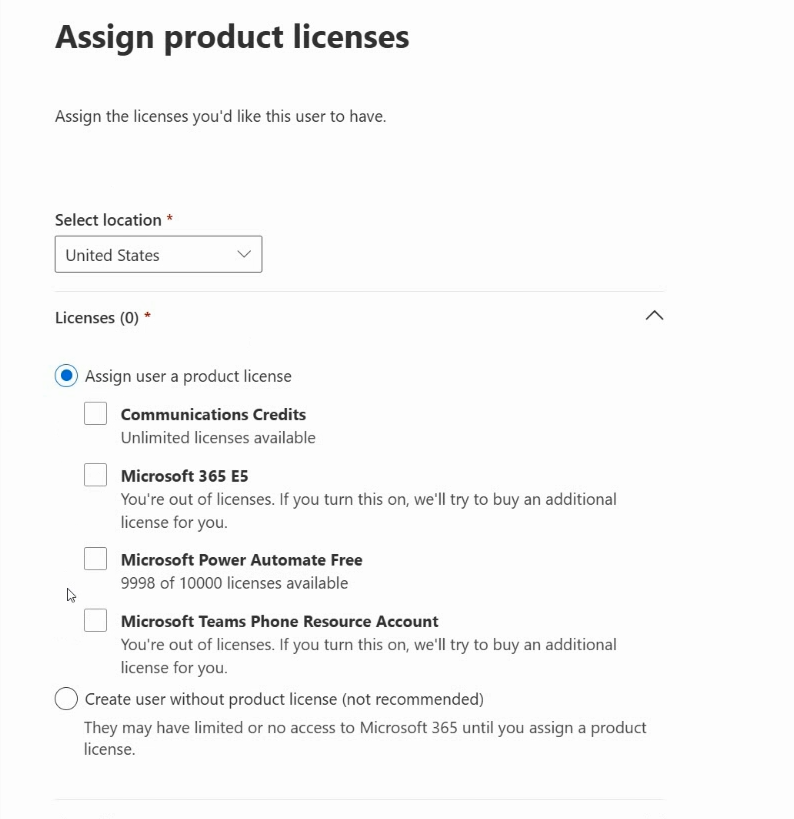 Assign product licenses
Assign the licenses you'd like this user to have.
Select location *
United States
Licenses (0) *
Assign user a product license
Communications Credits
Unlimited licenses available
Microsoft 365 E5
You're out of licenses. If you turn this on, we'll try to buy an additional
license for you.
Microsoft Power Automate Free
9998 of 10000 licenses available
Microsoft Teams Phone Resource Account
You're out of licenses. If you turn this on, we'll try to buy an additional
license for you.
Create user without product license (not recommended)
They may have limited or no access to Microsoft 365 until you assign a product
license.